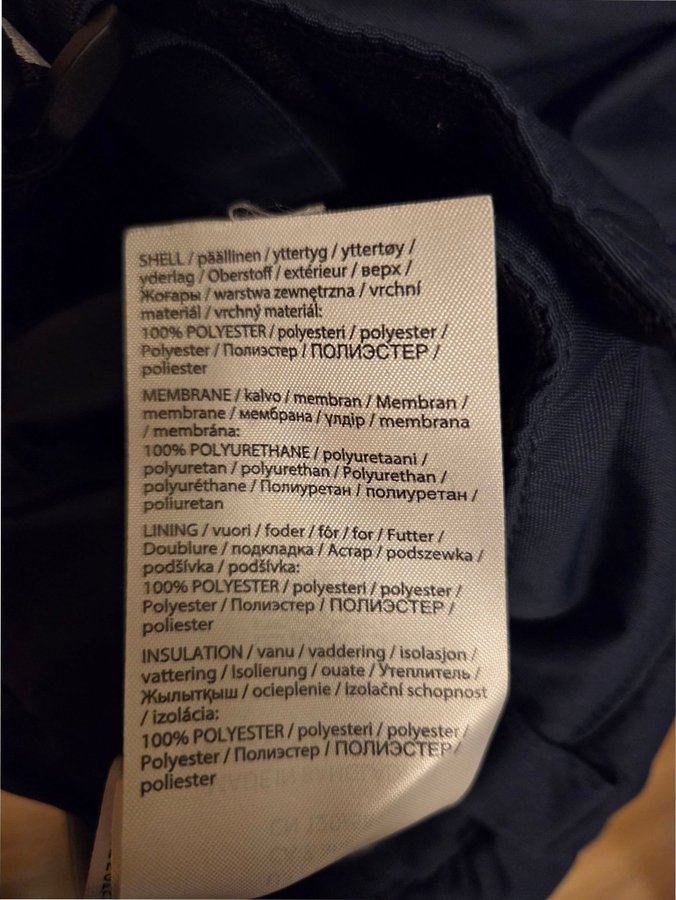 SHELL / päällinen / yttertyg / yttertøy /
yderlag / Oberstoff / extérieur / верх /
Жоғары / warstwa zewnętrzna / vrchní
materiál / vrchný materiál:
100% POLYESTER / polyesteri / polyester /
Polyester / Полиэстер / ПОЛИЭСТЕР /
poliester
MEMBRANE / kalvo / membran / Membran /
membrane / мембрана / үлдір / membrana
/ membrána:
100% POLYURETHANE / polyuretaani /
polyuretan / polyurethan / Polyurethan /
polyuréthane / Полиуретан / полиуретан /
poliuretan
LINING / vuori / foder / fôr / for / Futter /
Doublure / подкладка / Астар / podszewka /
podšívka / podšívka:
100% POLYESTER / polyesteri / polyester /
Polyester / Полиэстер / ПОЛИЭСТЕР /
poliester
INSULATION / vanu / vaddering / isolasjon /
vattering / Isolierung / ouate / Утеплитель /
Жылытқыш / ocieplenie / izolační schopnost
/ izolácia:
100% POLYESTER / polyesteri / polyester /
Polyester / Полиэстер / ПОЛИЭСТЕР /
poliester